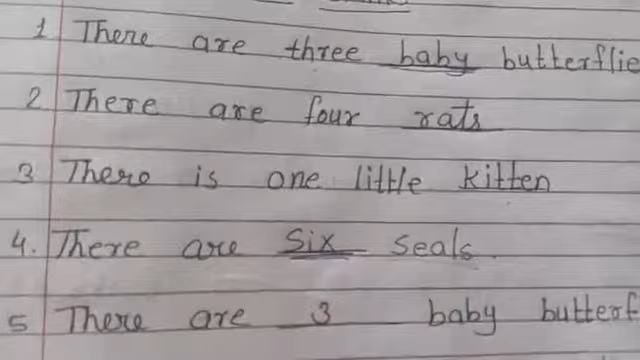 1 There are three baby butterflie
2 There are four rats
3 There is one little kitten
4. There are six seals.
5 There are 3 baby butterf